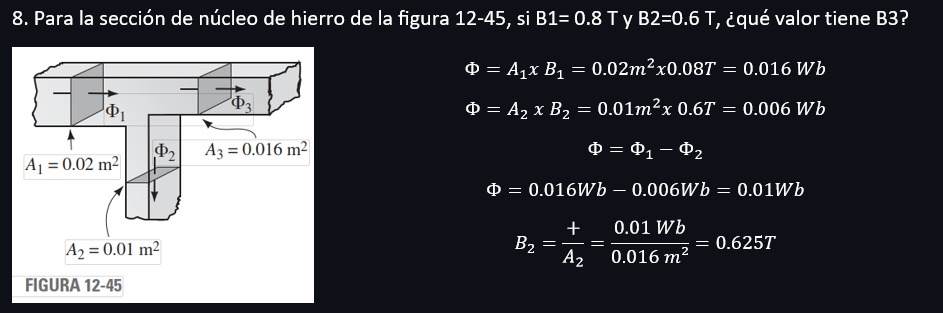 8. Para la sección de núcleo de hierro de la figura 12-45, si B1= 0.8 T y B2=0.6 T, ¿qué valor tiene B3?
Φ₁
Φ₃
Φ₂
A₃ = 0.016 m²
A₁ = 0.02 m²
A₂ = 0.01 m²
FIGURA 12-45
Φ = A₁x B₁ = 0.02m²x0.08T = 0.016 Wb
Φ = A₂ x B₂ = 0.01m²x 0.6T = 0.006 Wb
Φ = Φ₁ − Φ₂
Φ = 0.016Wb − 0.006Wb = 0.01Wb
B₂ = +/A₂ = 0.01 Wb/0.016 m² = 0.625T